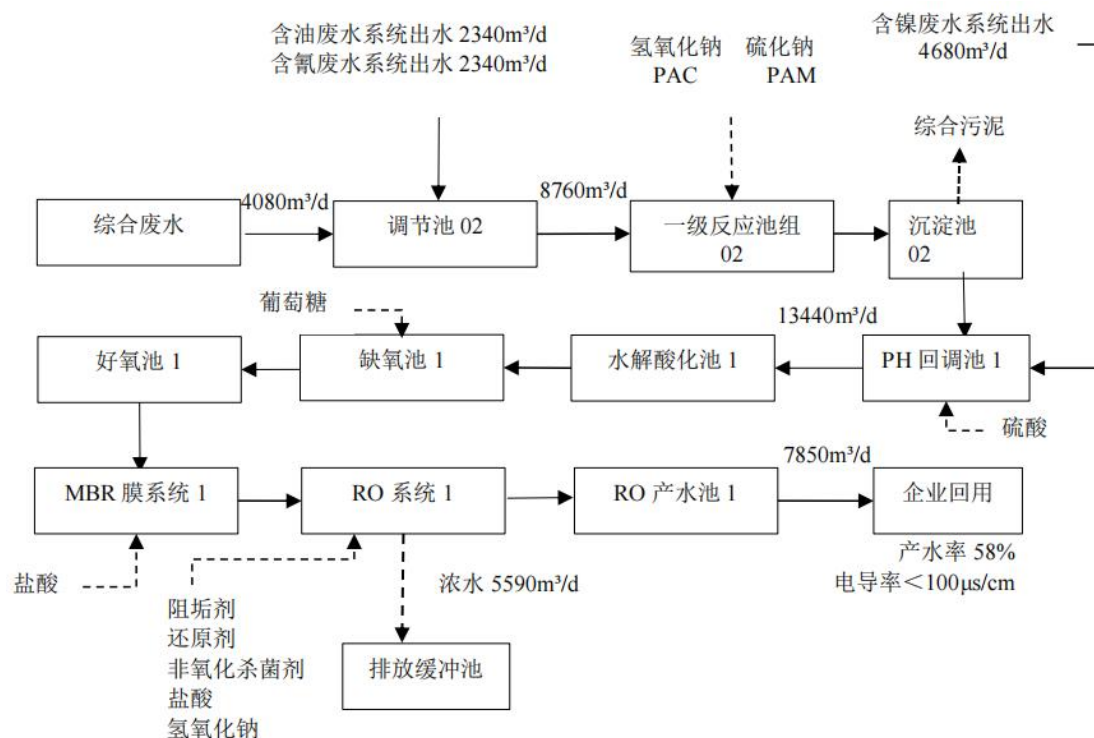 含油废水系统出水 2340m³/d
含氰废水系统出水 2340m³/d
氢氧化钠 硫化钠
PAC PAM
含镍废水系统出水
4680m³/d
综合污泥
4080m³/d
8760m³/d
综合废水
调节池 02
一级反应池组
02
沉淀池
02
葡萄糖
13440m³/d
好氧池 1
缺氧池 1
水解酸化池 1
PH 回调池 1
硫酸
7850m³/d
MBR 膜系统 1
RO 系统 1
RO 产水池 1
企业回用
产水率 58%
电导率＜100μs/cm
盐酸
浓水 5590m³/d
阻垢剂
还原剂
非氧化杀菌剂
盐酸
氢氧化钠
排放缓冲池